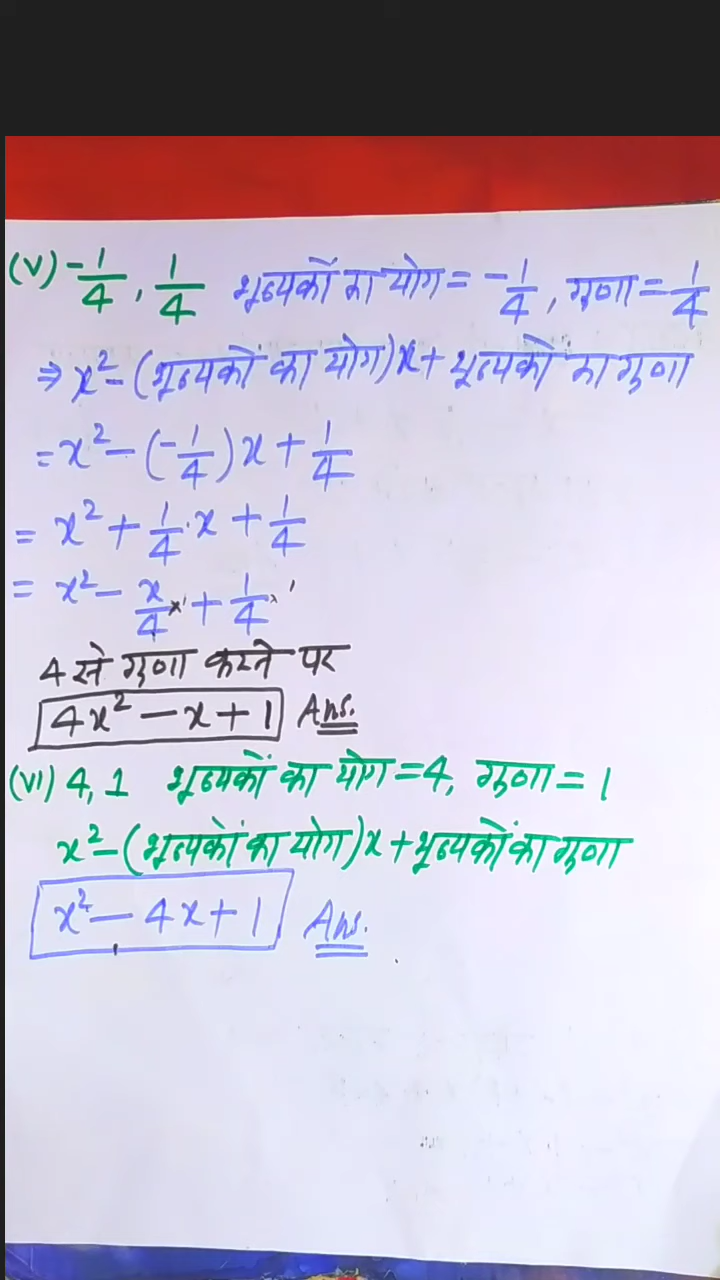 (V) -1/4, 1/4 शून्यकों का योग = -1/4, गुणा = 1/4
⇒ x² - (शून्यकों का योग)x + शून्यकों का गुणा
= x² - (-1/4)x + 1/4
= x² + 1/4·x + 1/4
= x² - x/4 + 1/4
4 से गुणा करने पर
4x² - x + 1 Ans.
(VI) 4, 1 शून्यकों का योग = 4, गुणा = 1
x² - (शून्यकों का योग)x + शून्यकों का गुणा
x² - 4x + 1 Ans.